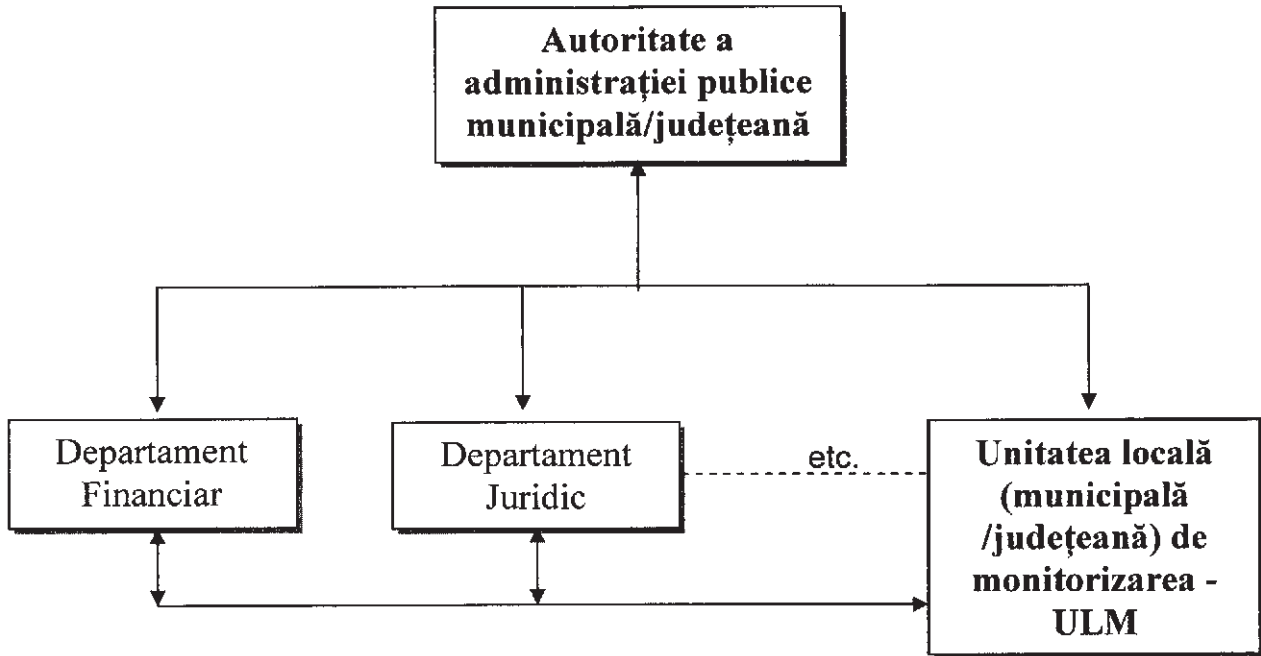 Autoritate a
administrației publice
municipală/județeană
Departament
Financiar
Departament
Juridic
etc.
Unitatea locală
(municipală
/județeană) de
monitorizarea -
ULM